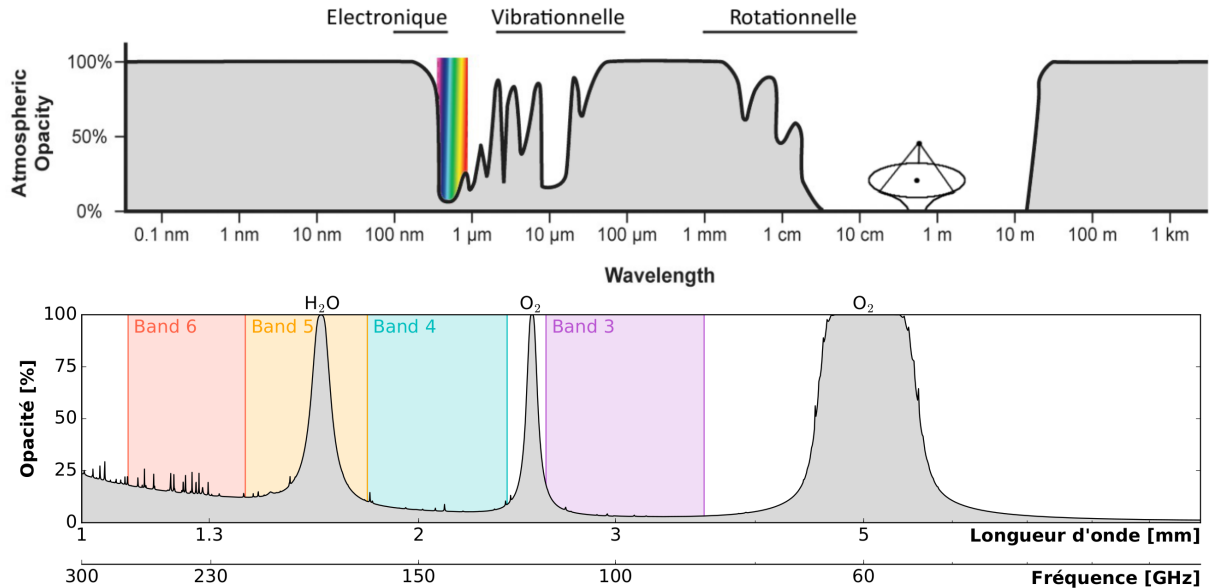 Electronique Vibrationnelle Rotationnelle
100%
50%
0%
Atmospheric
Opacity
0.1 nm 1 nm 10 nm 100 nm 1 µm 10 µm 100 µm 1 mm 1 cm 10 cm 1 m 10 m 100 m 1 km
Wavelength
H₂O O₂ O₂
100
Band 6 Band 5 Band 4 Band 3
75
50
25
0
Opacité [%]
1 1.3 2 3 5 Longueur d'onde [mm]
300 230 150 100 60 Fréquence [GHz]